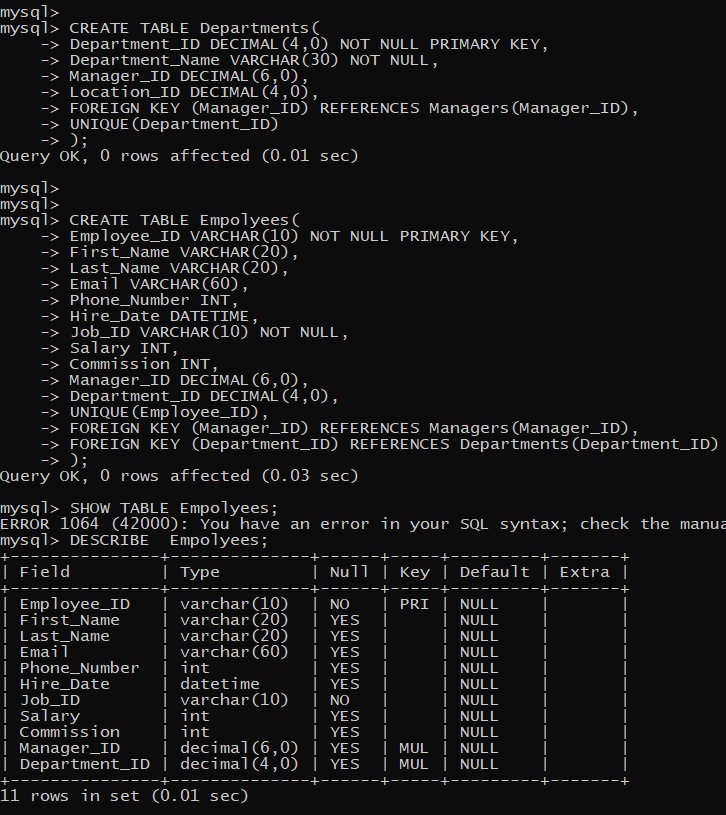 mysql>
mysql> CREATE TABLE Departments(
    -> Department_ID DECIMAL(4,0) NOT NULL PRIMARY KEY,
    -> Department_Name VARCHAR(30) NOT NULL,
    -> Manager_ID DECIMAL(6,0),
    -> Location_ID DECIMAL(4,0),
    -> FOREIGN KEY (Manager_ID) REFERENCES Managers(Manager_ID),
    -> UNIQUE(Department_ID)
    -> );
Query OK, 0 rows affected (0.01 sec)

mysql>
mysql>
mysql> CREATE TABLE Empolyees(
    -> Employee_ID VARCHAR(10) NOT NULL PRIMARY KEY,
    -> First_Name VARCHAR(20),
    -> Last_Name VARCHAR(20),
    -> Email VARCHAR(60),
    -> Phone_Number INT,
    -> Hire_Date DATETIME,
    -> Job_ID VARCHAR(10) NOT NULL,
    -> Salary INT,
    -> Commission INT,
    -> Manager_ID DECIMAL(6,0),
    -> Department_ID DECIMAL(4,0),
    -> UNIQUE(Employee_ID),
    -> FOREIGN KEY (Manager_ID) REFERENCES Managers(Manager_ID),
    -> FOREIGN KEY (Department_ID) REFERENCES Departments(Department_ID)
    -> );
Query OK, 0 rows affected (0.03 sec)

mysql> SHOW TABLE Empolyees;
ERROR 1064 (42000): You have an error in your SQL syntax; check the manua
mysql> DESCRIBE  Empolyees;
+---------------+--------------+------+-----+---------+-------+
| Field         | Type         | Null | Key | Default | Extra |
+---------------+--------------+------+-----+---------+-------+
| Employee_ID   | varchar(10)  | NO   | PRI | NULL    |       |
| First_Name    | varchar(20)  | YES  |     | NULL    |       |
| Last_Name     | varchar(20)  | YES  |     | NULL    |       |
| Email         | varchar(60)  | YES  |     | NULL    |       |
| Phone_Number  | int          | YES  |     | NULL    |       |
| Hire_Date     | datetime     | YES  |     | NULL    |       |
| Job_ID        | varchar(10)  | NO   |     | NULL    |       |
| Salary        | int          | YES  |     | NULL    |       |
| Commission    | int          | YES  |     | NULL    |       |
| Manager_ID    | decimal(6,0) | YES  | MUL | NULL    |       |
| Department_ID | decimal(4,0) | YES  | MUL | NULL    |       |
+---------------+--------------+------+-----+---------+-------+
11 rows in set (0.01 sec)